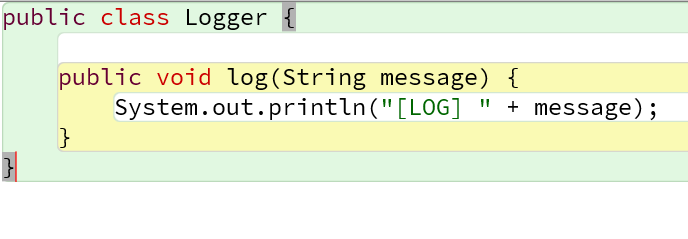 public class Logger {
public void log(String message) {
System.out.println("[LOG] " + message);
}
}